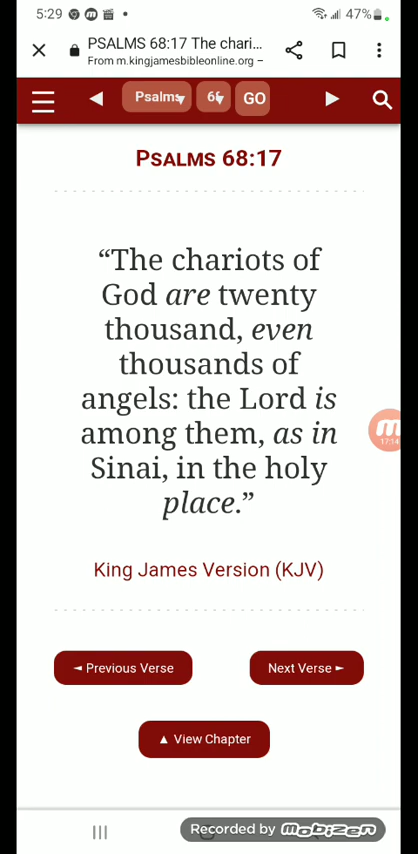 5:29
47%
PSALMS 68:17 The chari...
From m.kingjamesbibleonline.org –
Psalms
GO
PSALMS 68:17
“The chariots of
God are twenty
thousand, even
thousands of
angels: the Lord is
among them, as in
Sinai, in the holy
place.”
17:14
King James Version (KJV)
◄ Previous Verse
Next Verse ►
▲ View Chapter
Recorded by mobizen